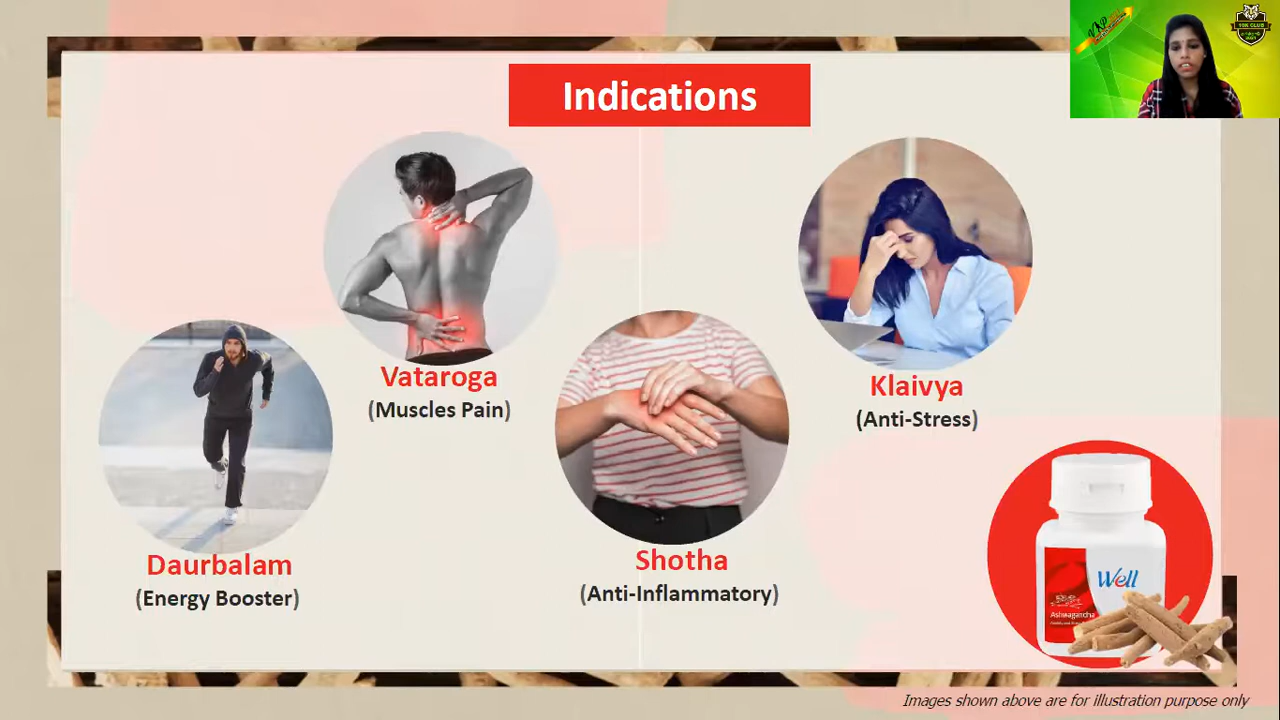 Indications
Vataroga
(Muscles Pain)
Klaivya
(Anti-Stress)
Daurbalam
(Energy Booster)
Shotha
(Anti-Inflammatory)
Well
Ashwagandha
Images shown above are for illustration purpose only